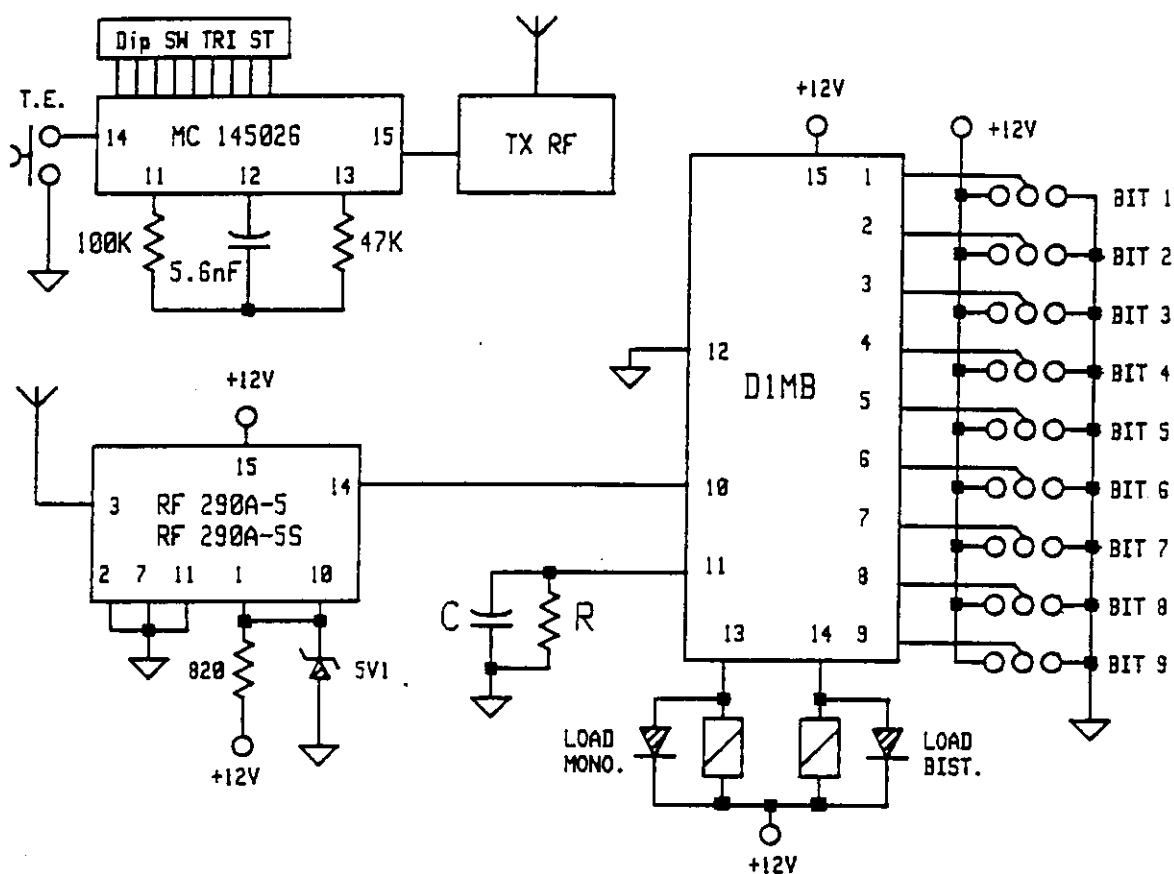 Dip SW TRI ST
T.E.
14 MC 145026 15
11 12 13
100K 5.6nF 47K
TX RF
+12V
+12V
15
D1MB
12
10
11
13 14
1
2
3
4
5
6
7
8
9
BIT 1
BIT 2
BIT 3
BIT 4
BIT 5
BIT 6
BIT 7
BIT 8
BIT 9
+12V
15
3 14
RF 290A-5
RF 290A-5S
2 7 11 1 10
820
5V1
+12V
C R
LOAD
MONO.
LOAD
BIST.
+12V